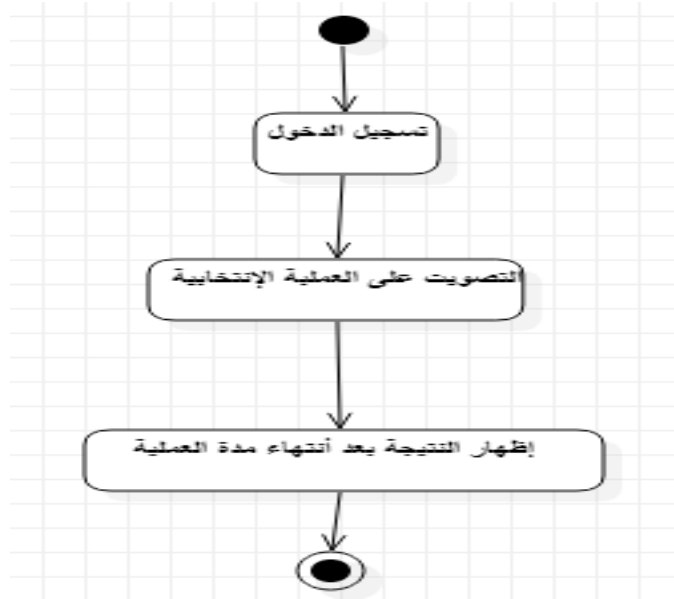 تسجيل الدخول
التصويت على العملية الإنتخابية
إظهار النتيجة بعد أنتهاء مدة العملية